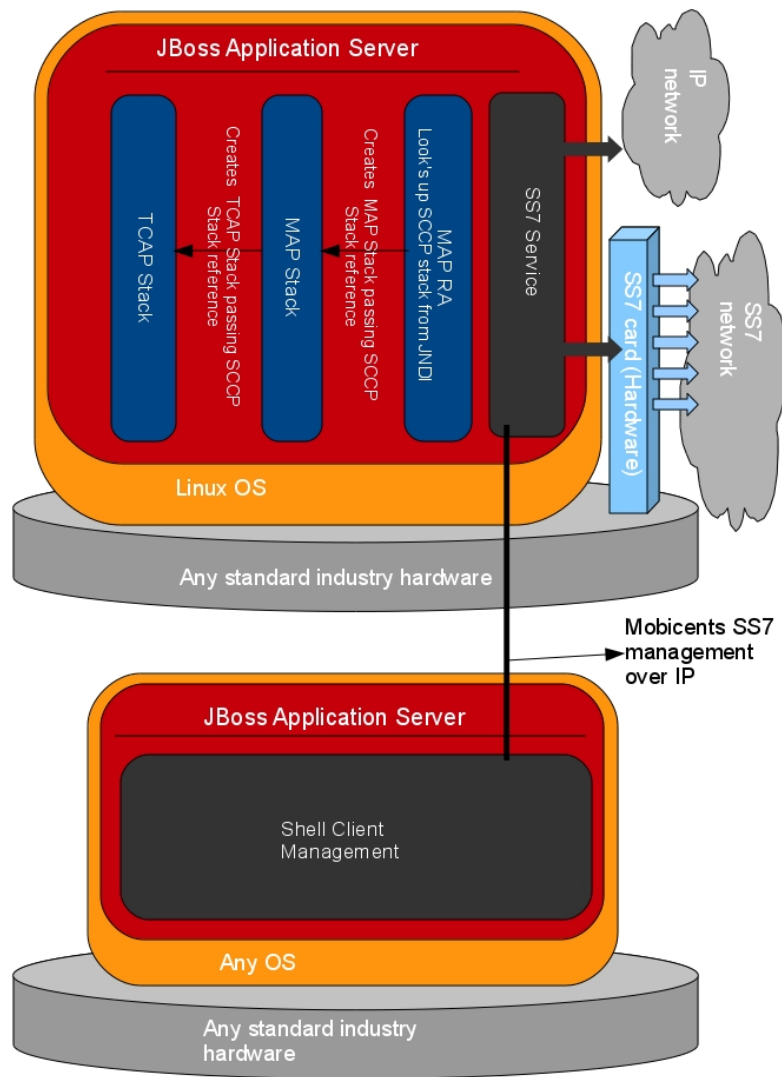 JBoss Application Server
TCAP Stack
Creates TCAP Stack passing SCCP
Stack reference
MAP Stack
Creates MAP Stack passing SCCP
Stack reference
MAP RA
Look's up SCCP stack from JNDI
SS7 Service
IP
network
SS7 card (Hardware)
SS7
network
Linux OS
Any standard industry hardware
Mobicents SS7
management
over IP
JBoss Application Server
Shell Client
Management
Any OS
Any standard industry
hardware